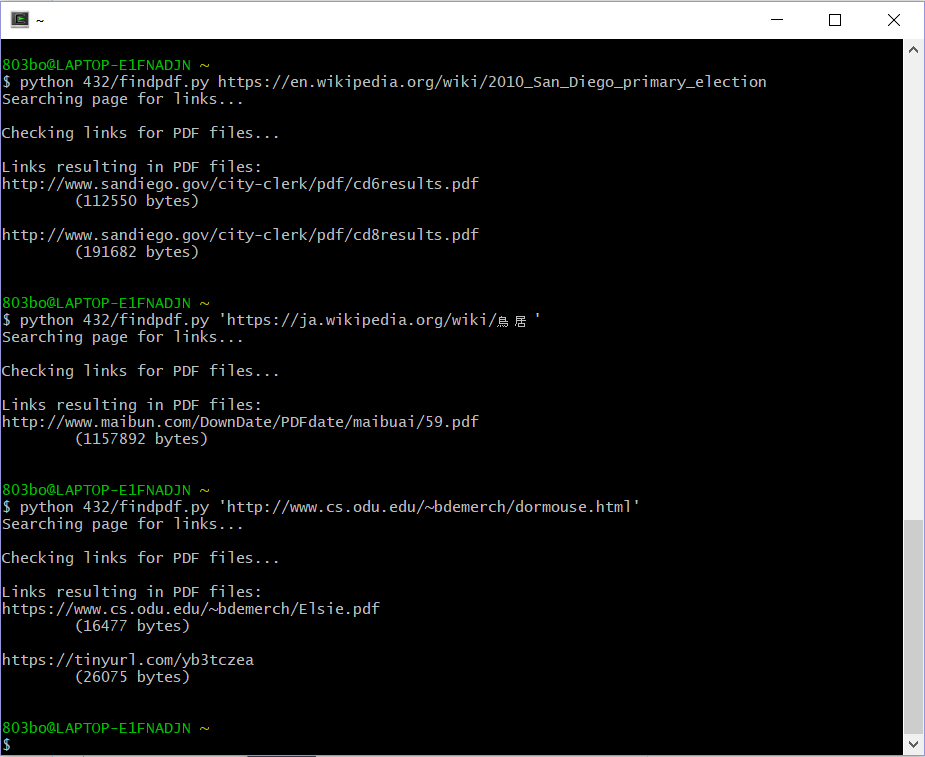 ~
803bo@LAPTOP-E1FNADJN ~
$ python 432/findpdf.py https://en.wikipedia.org/wiki/2010_San_Diego_primary_election
Searching page for links...
Checking links for PDF files...
Links resulting in PDF files:
http://www.sandiego.gov/city-clerk/pdf/cd6results.pdf
(112550 bytes)
http://www.sandiego.gov/city-clerk/pdf/cd8results.pdf
(191682 bytes)
803bo@LAPTOP-E1FNADJN ~
$ python 432/findpdf.py 'https://ja.wikipedia.org/wiki/鳥居'
Searching page for links...
Checking links for PDF files...
Links resulting in PDF files:
http://www.maibun.com/DownDate/PDFdate/maibuai/59.pdf
(1157892 bytes)
803bo@LAPTOP-E1FNADJN ~
$ python 432/findpdf.py 'http://www.cs.odu.edu/~bdemerch/dormouse.html'
Searching page for links...
Checking links for PDF files...
Links resulting in PDF files:
https://www.cs.odu.edu/~bdemerch/Elsie.pdf
(16477 bytes)
https://tinyurl.com/yb3tczea
(26075 bytes)
803bo@LAPTOP-E1FNADJN ~
$